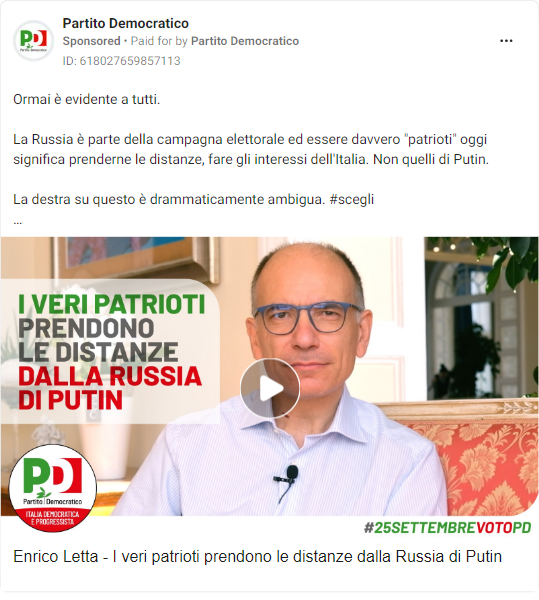 Partito Democratico
Sponsored • Paid for by Partito Democratico
ID: 618027659857113
Ormai è evidente a tutti.
La Russia è parte della campagna elettorale ed essere davvero "patrioti" oggi
significa prenderne le distanze, fare gli interessi dell'Italia. Non quelli di Putin.
La destra su questo è drammaticamente ambigua. #scegli
...
I VERI PATRIOTI
PRENDONO
LE DISTANZE
DALLA RUSSIA
DI PUTIN
PD
Partito Democratico
ITALIA DEMOCRATICA
E PROGRESSISTA
#25SETTEMBREVOTOPD
Enrico Letta - I veri patrioti prendono le distanze dalla Russia di Putin